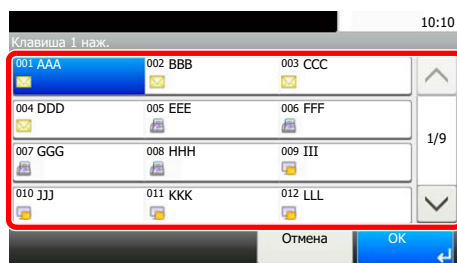 10:10
Клавиша 1 наж.
001 AAA 002 BBB 003 CCC
004 DDD 005 EEE 006 FFF
1/9
007 GGG 008 HHH 009 III
010 JJJ 011 KKK 012 LLL
Отмена OK